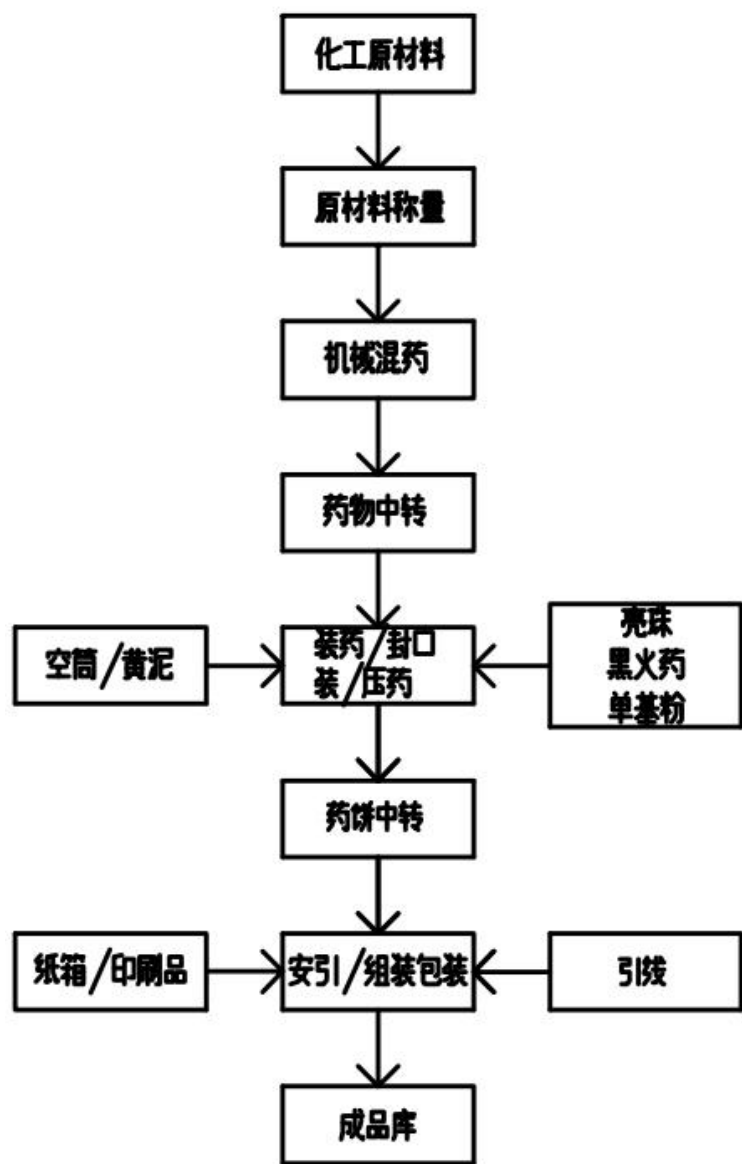 化工原材料
原材料称量
机械混药
药物中转
空筒/黄泥
装药/封口
装/压药
亮珠
黑火药
单基粉
药饼中转
纸箱/印刷品
安引/组装包装
引线
成品库